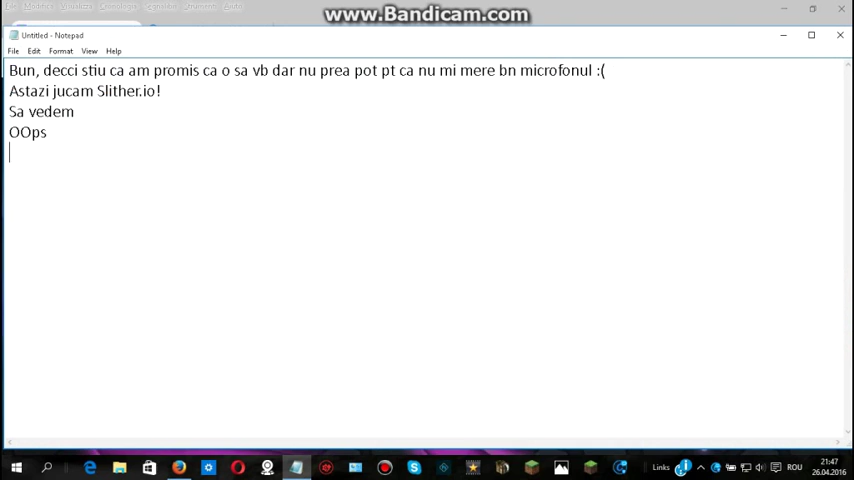 www.Bandicam.com
Untitled - Notepad
File Edit Format View Help
Bun, decci stiu ca am promis ca o sa vb dar nu prea pot pt ca nu mi mere bn microfonul :(
Astazi jucam Slither.io!
Sa vedem
OOps
Links ROU 21:47
26.04.2016